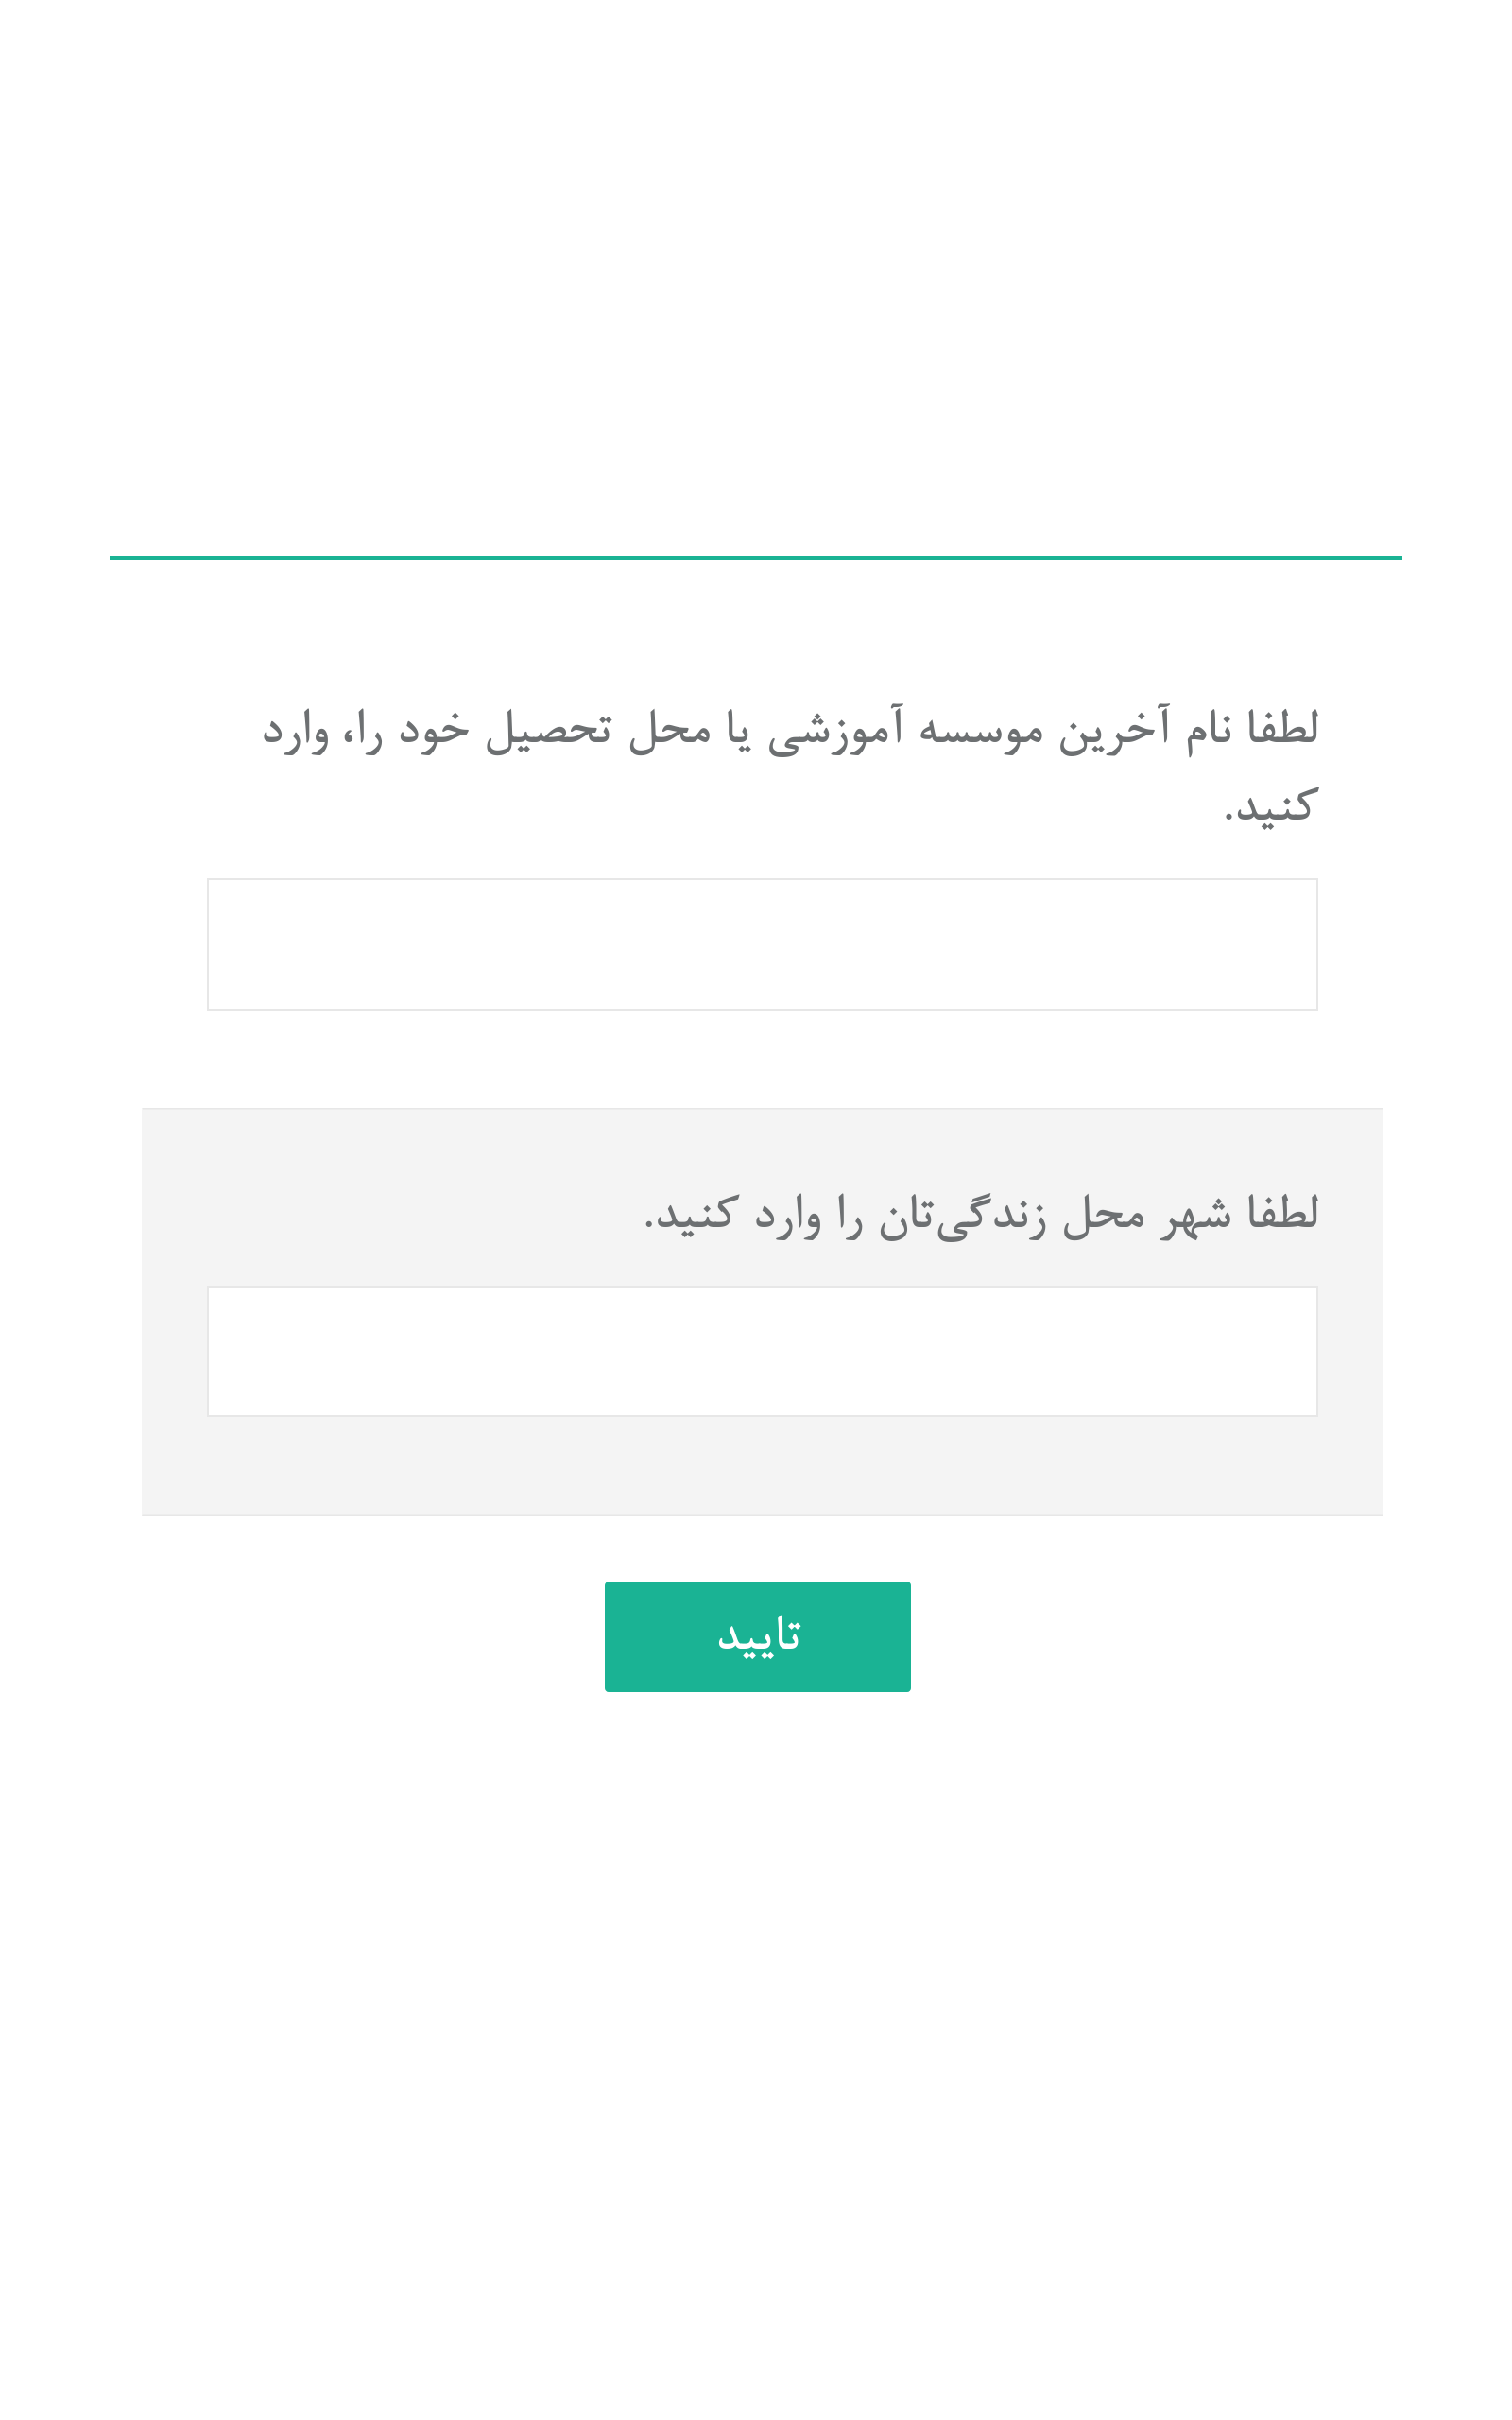 لطفا نام آخرین موسسه آموزشی یا محل تحصیل خود را، وارد
کنید.
لطفا شهر محل زندگی‌تان را وارد کنید.
تایید